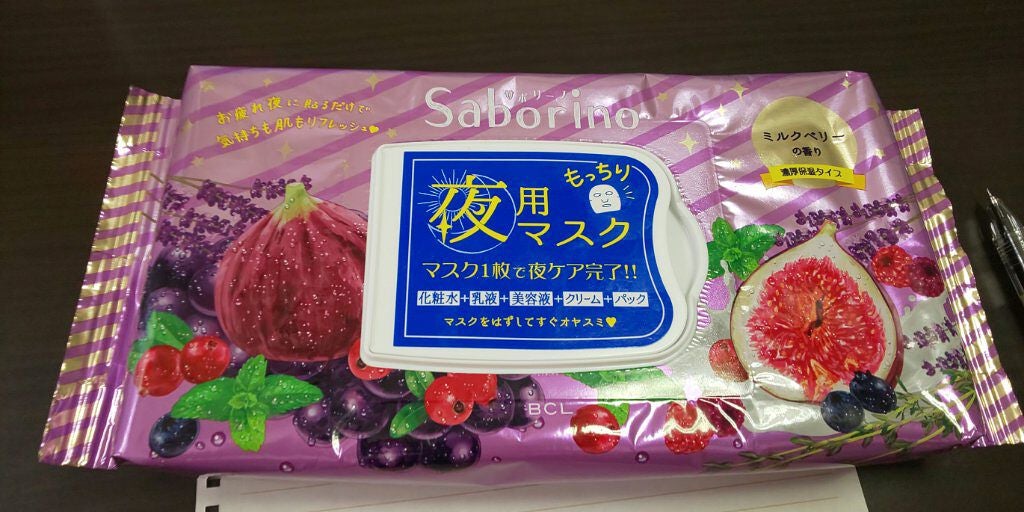 お疲れ夜に貼るだけで
気持ちも肌もリフレッシュ♥
サボリーノ
Saborino
ミルクベリー
の香り
濃厚保湿タイプ
もっちり
夜用
マスク
マスク1枚で夜ケア完了!!
化粧水+乳液+美容液+クリーム+パック
マスクをはずしてすぐオヤスミ♥
BCL